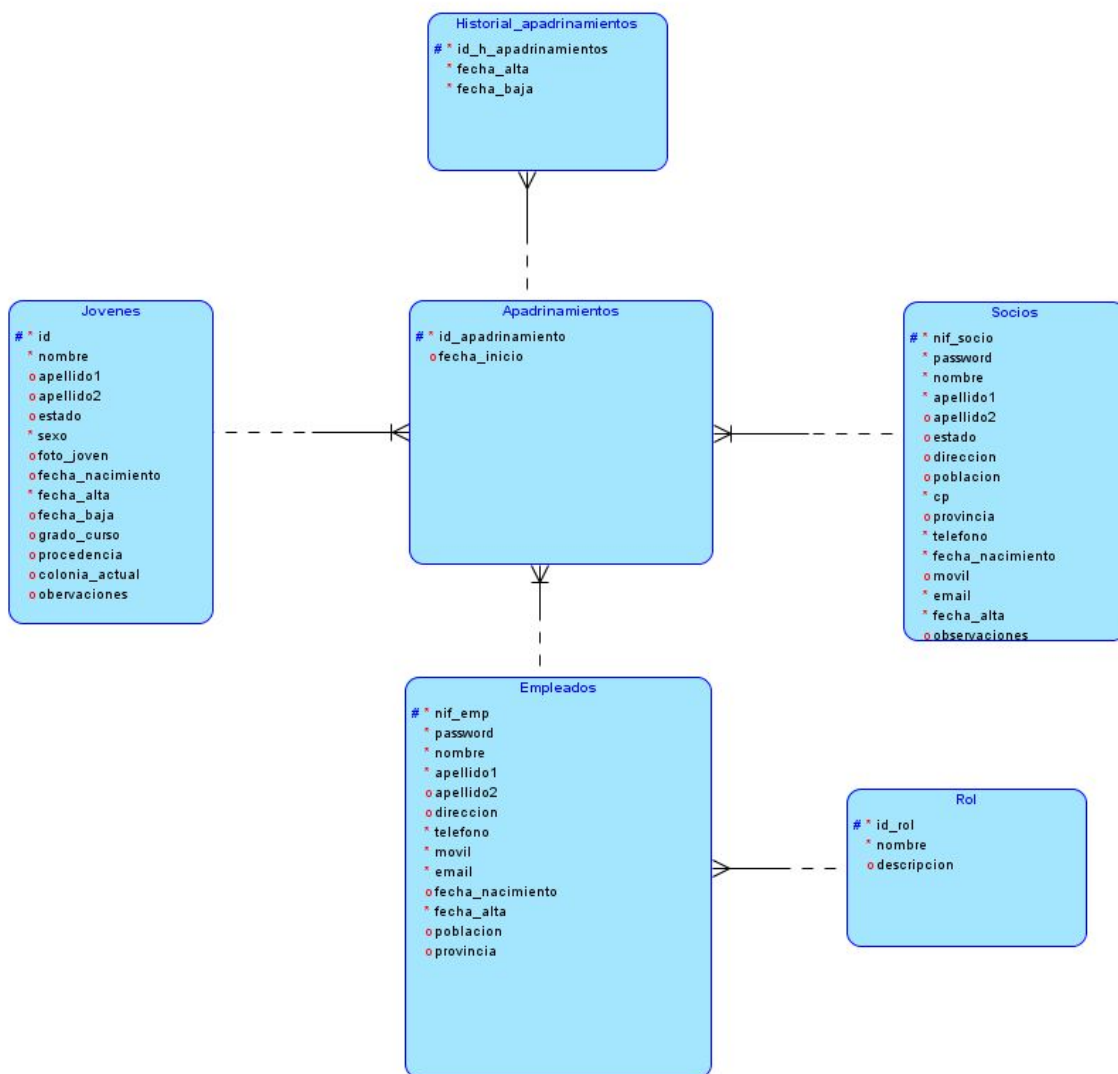 Historial_apadrinamientos
# * id_h_apadrinamientos
* fecha_alta
* fecha_baja
Jovenes
# * id
* nombre
o apellido1
o apellido2
o estado
* sexo
o foto_joven
o fecha_nacimiento
* fecha_alta
o fecha_baja
o grado_curso
o procedencia
o colonia_actual
o obervaciones
Apadrinamientos
# * id_apadrinamiento
o fecha_inicio
Socios
# * nif_socio
* password
* nombre
* apellido1
o apellido2
o estado
o direccion
o poblacion
* cp
o provincia
* telefono
* fecha_nacimiento
o movil
* email
* fecha_alta
o observaciones
Empleados
# * nif_emp
* password
* nombre
* apellido1
o apellido2
o direccion
* telefono
* movil
* email
o fecha_nacimiento
* fecha_alta
o poblacion
o provincia
Rol
# * id_rol
* nombre
o descripcion